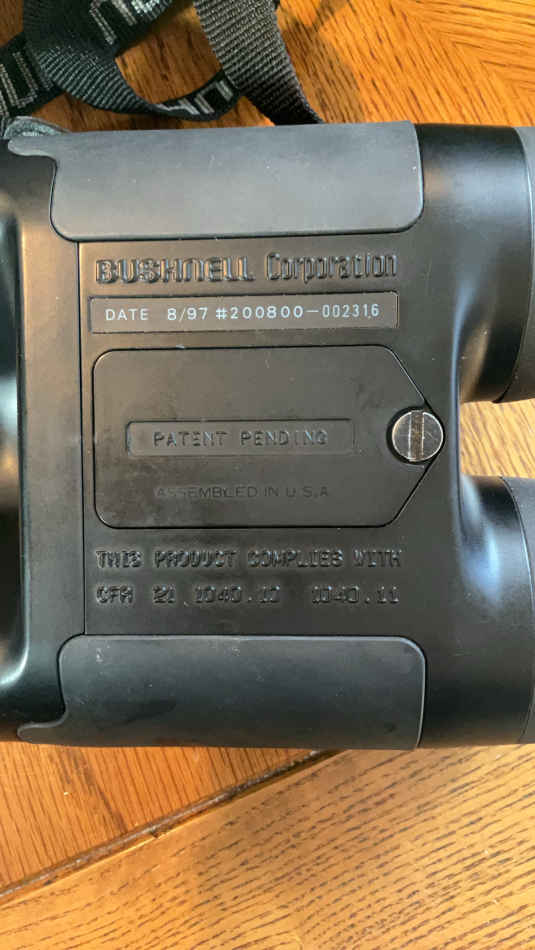 BUSHNELL Corporation
DATE 8/97 #200800-002316
PATENT PENDING
ASSEMBLED IN U.S.A
THIS PRODUCT COMPLIES WITH
CFR 21 1040.10 1040.11